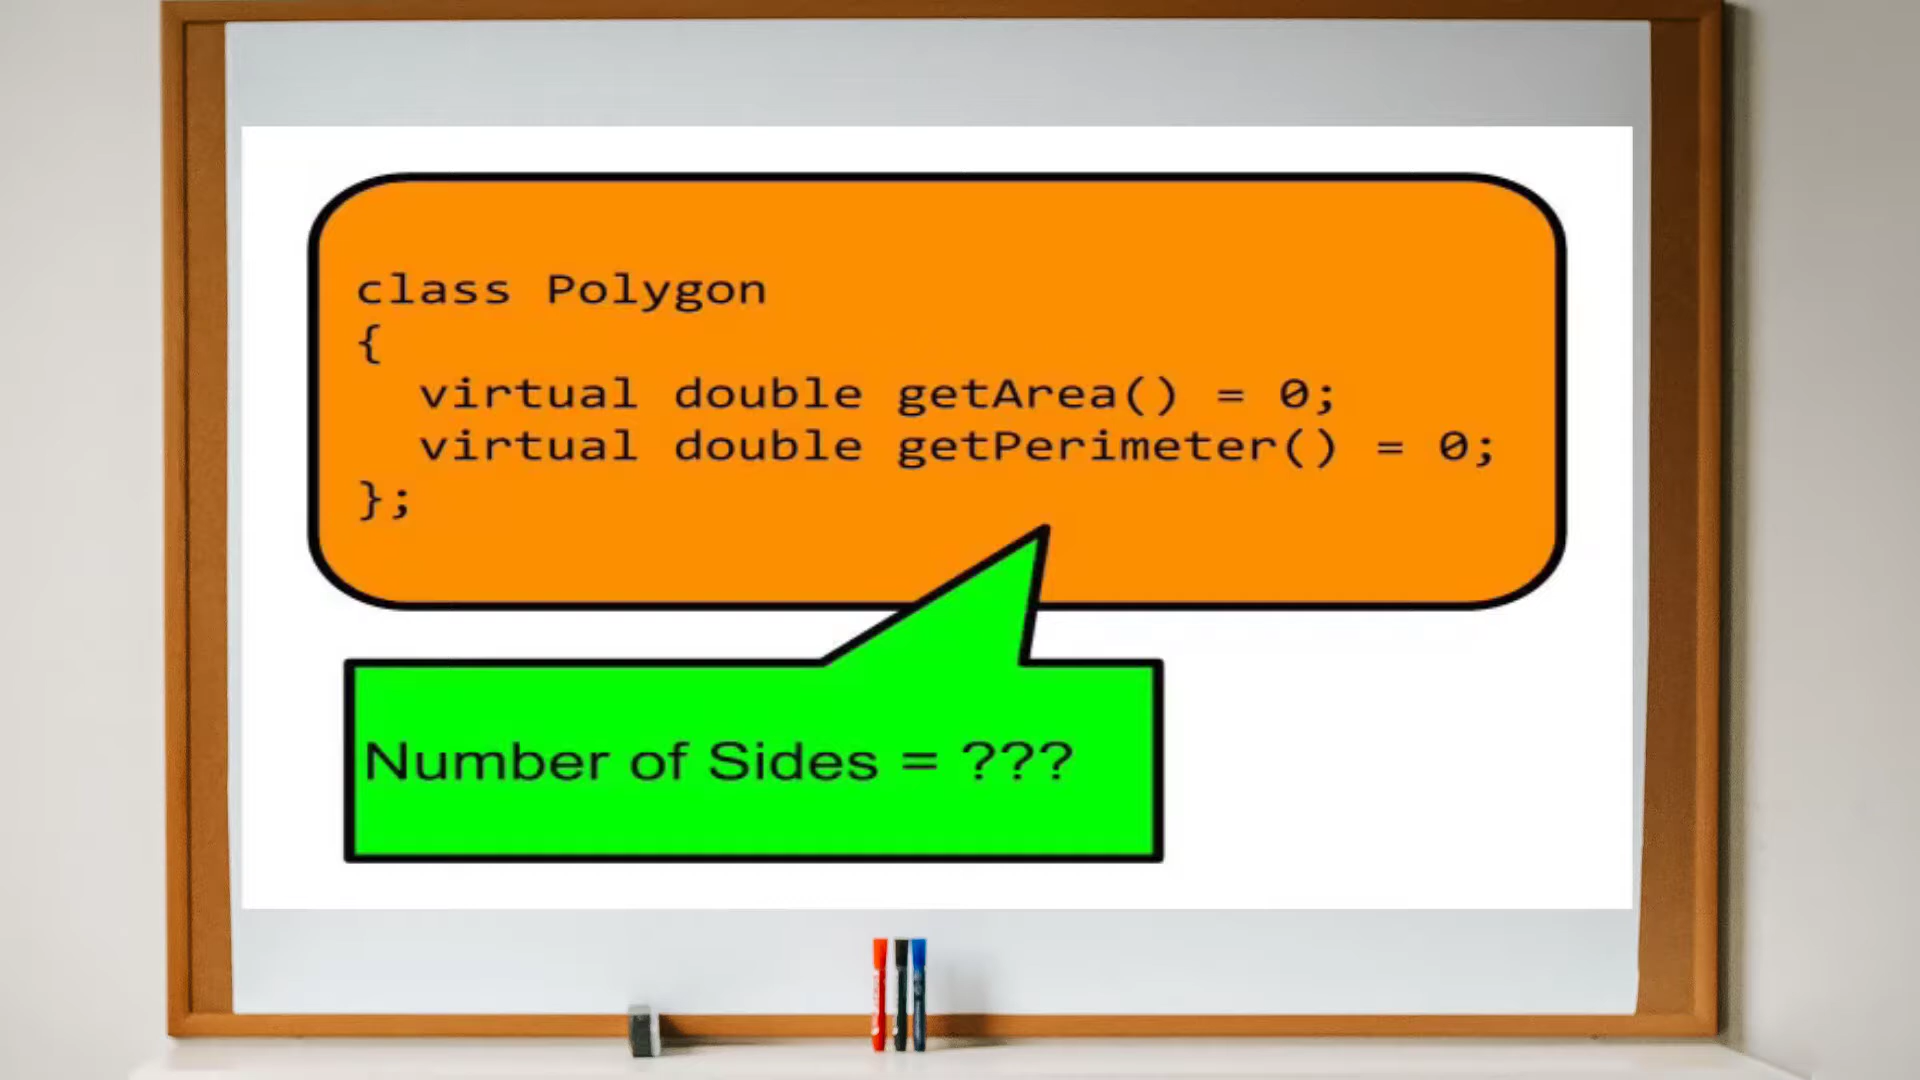 class Polygon
{
virtual double getArea() = 0;
virtual double getPerimeter() = 0;
};
Number of Sides = ???